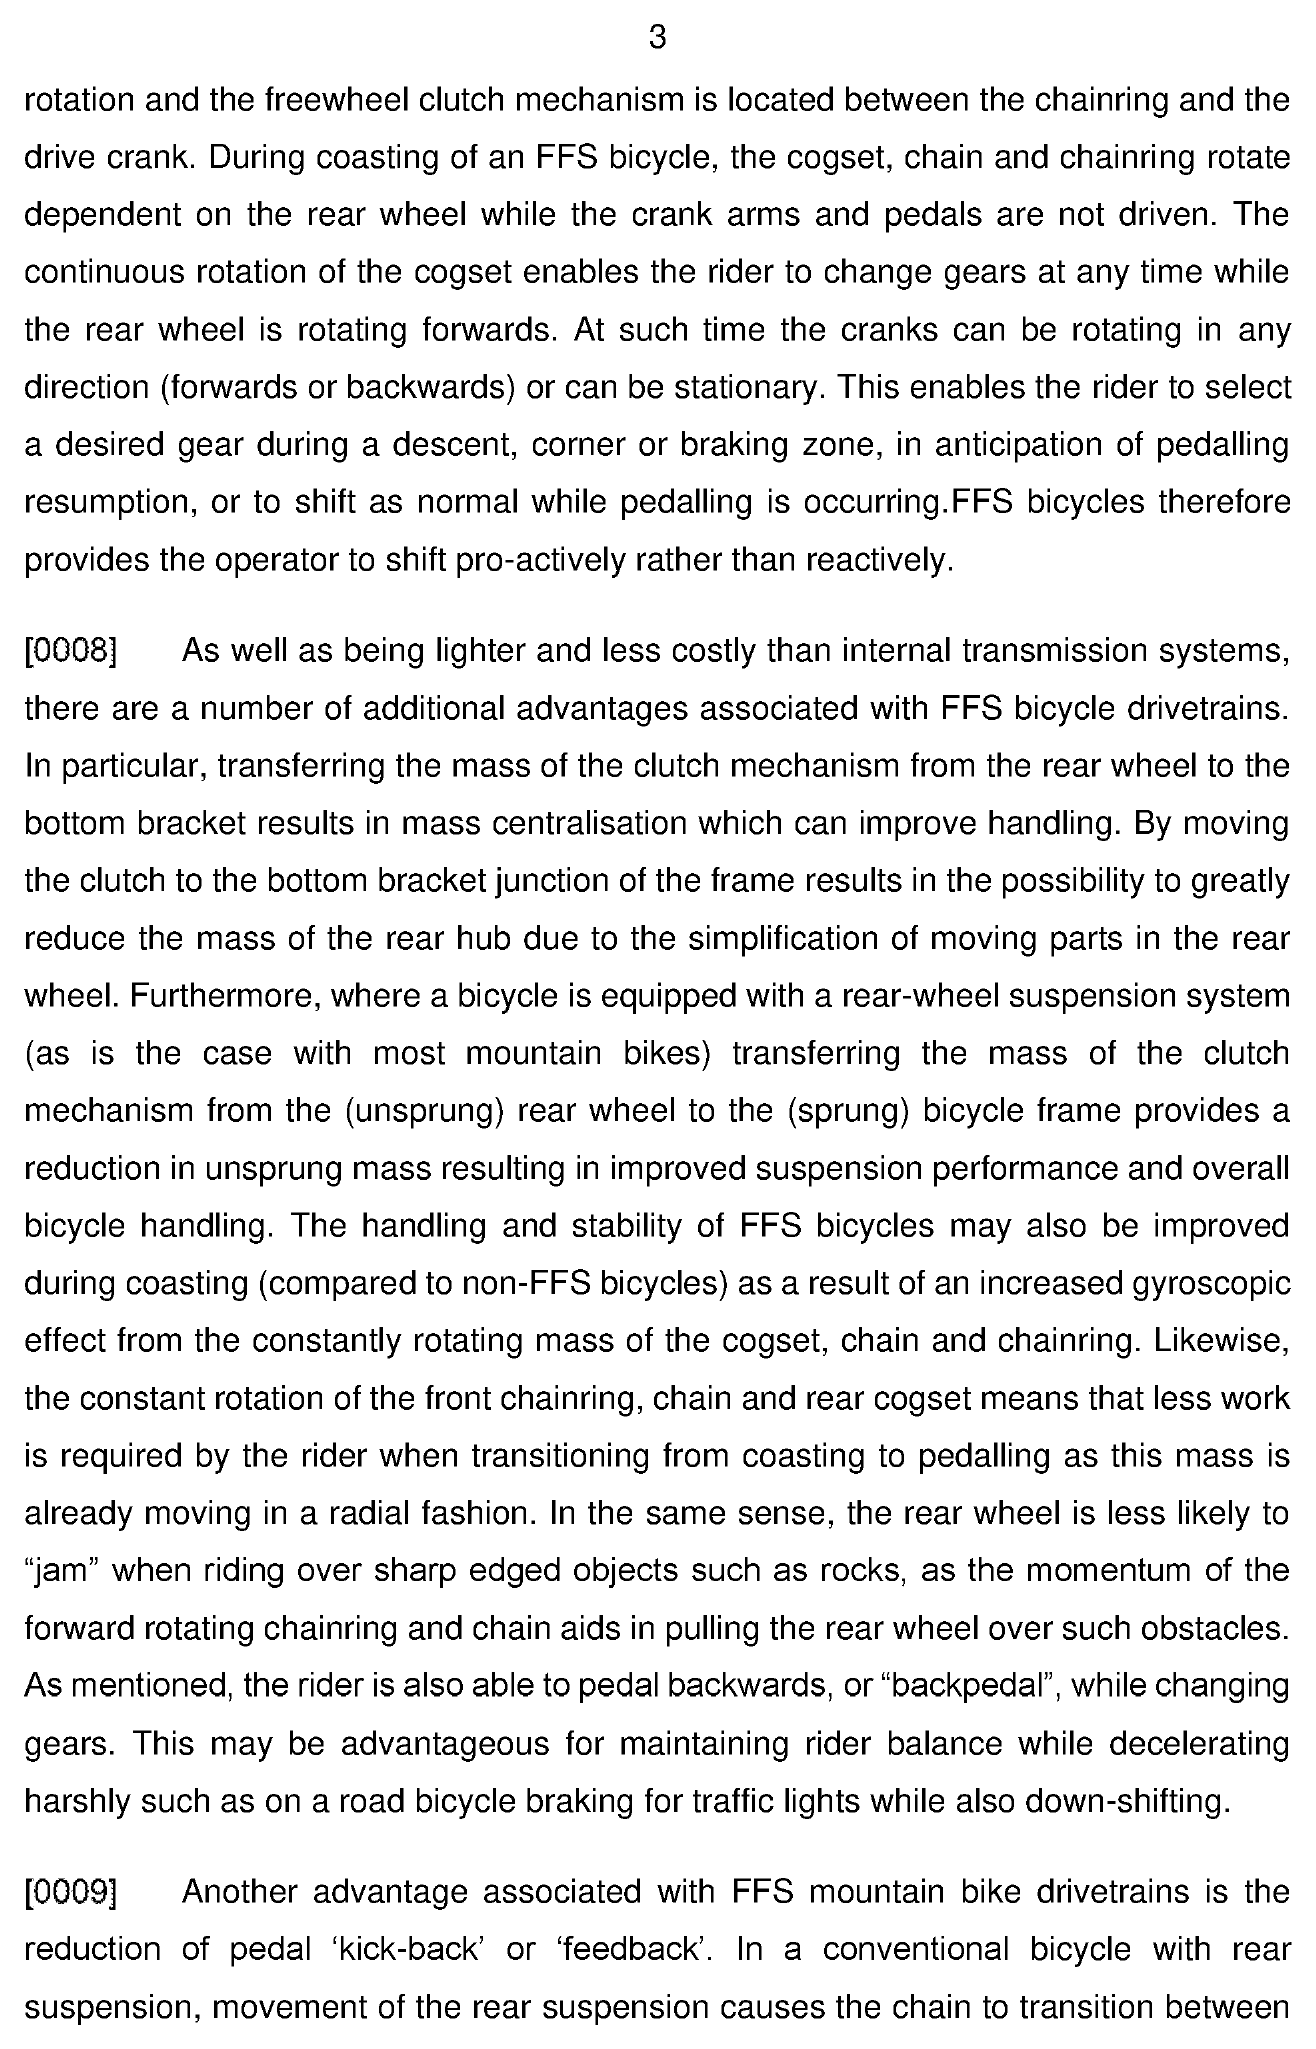 3
rotation and the freewheel clutch mechanism is located between the chainring and the
drive crank. During coasting of an FFS bicycle, the cogset, chain and chainring rotate
dependent on the rear wheel while the crank arms and pedals are not driven. The
continuous rotation of the cogset enables the rider to change gears at any time while
the rear wheel is rotating forwards. At such time the cranks can be rotating in any
direction (forwards or backwards) or can be stationary. This enables the rider to select
a desired gear during a descent, corner or braking zone, in anticipation of pedalling
resumption, or to shift as normal while pedalling is occurring.FFS bicycles therefore
provides the operator to shift pro-actively rather than reactively.
[0008] As well as being lighter and less costly than internal transmission systems,
there are a number of additional advantages associated with FFS bicycle drivetrains.
In particular, transferring the mass of the clutch mechanism from the rear wheel to the
bottom bracket results in mass centralisation which can improve handling. By moving
the clutch to the bottom bracket junction of the frame results in the possibility to greatly
reduce the mass of the rear hub due to the simplification of moving parts in the rear
wheel. Furthermore, where a bicycle is equipped with a rear-wheel suspension system
(as is the case with most mountain bikes) transferring the mass of the clutch
mechanism from the (unsprung) rear wheel to the (sprung) bicycle frame provides a
reduction in unsprung mass resulting in improved suspension performance and overall
bicycle handling. The handling and stability of FFS bicycles may also be improved
during coasting (compared to non-FFS bicycles) as a result of an increased gyroscopic
effect from the constantly rotating mass of the cogset, chain and chainring. Likewise,
the constant rotation of the front chainring, chain and rear cogset means that less work
is required by the rider when transitioning from coasting to pedalling as this mass is
already moving in a radial fashion. In the same sense, the rear wheel is less likely to
“jam” when riding over sharp edged objects such as rocks, as the momentum of the
forward rotating chainring and chain aids in pulling the rear wheel over such obstacles.
As mentioned, the rider is also able to pedal backwards, or “backpedal”, while changing
gears. This may be advantageous for maintaining rider balance while decelerating
harshly such as on a road bicycle braking for traffic lights while also down-shifting.
[0009] Another advantage associated with FFS mountain bike drivetrains is the
reduction of pedal ‘kick-back’ or ‘feedback’. In a conventional bicycle with rear
suspension, movement of the rear suspension causes the chain to transition between